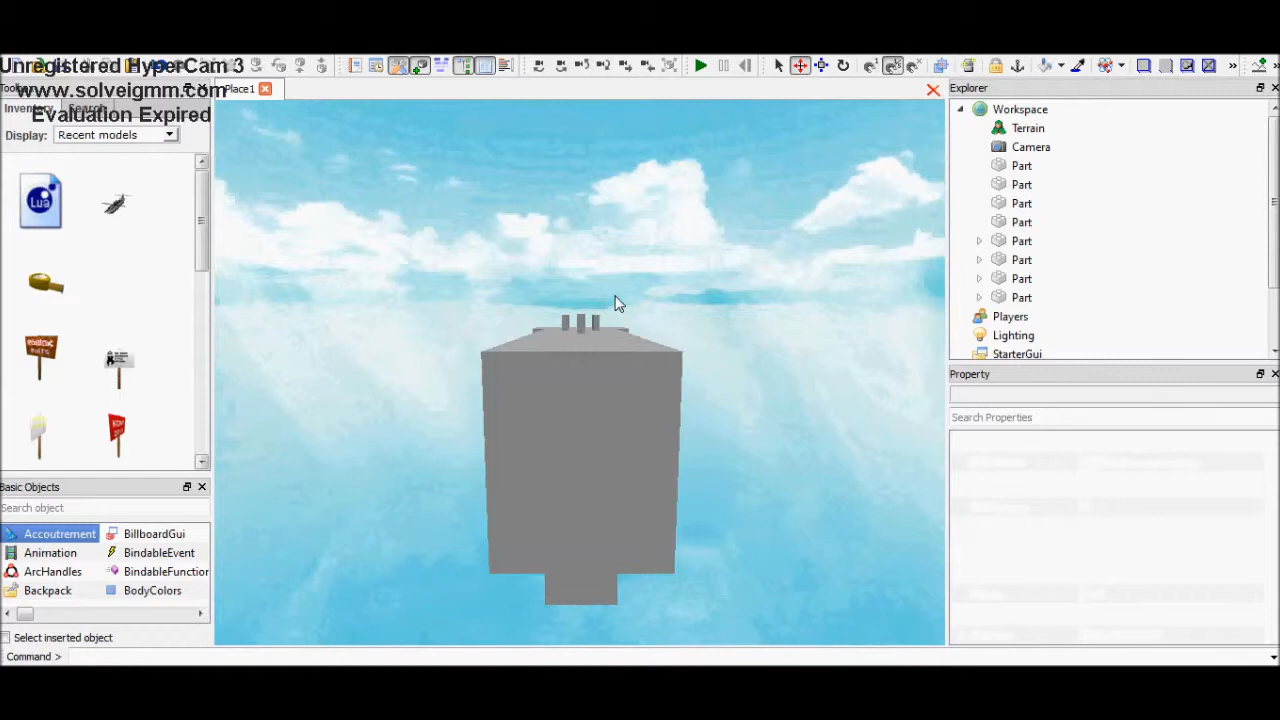 Unregistered HyperCam 3
www.solveigmm.com
Evaluation Expired
Inventory
Search
Display:
Recent models
Lua
Basic Objects
Search object
Accoutrement
BillboardGui
Animation
BindableEvent
ArcHandles
BindableFunction
Backpack
BodyColors
Select inserted object
Command >
Place1
Explorer
Workspace
Terrain
Camera
Part
Part
Part
Part
Part
Part
Part
Part
Players
Lighting
StarterGui
Property
Search Properties